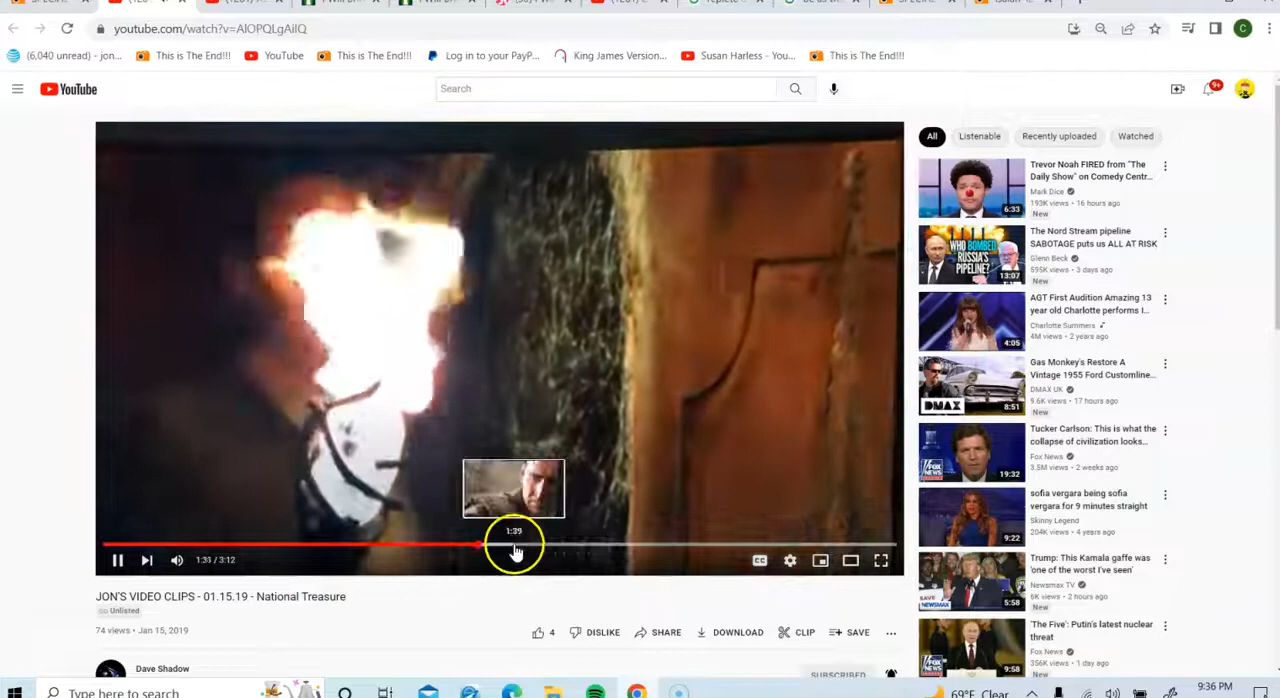 youtube.com/watch?v=AlOPQLgAilQ
(6,040 unread) - jon...
This is The End!!!
YouTube
This is The End!!!
Log in to your PayP...
King James Version...
Susan Harless - You...
This is The End!!!
YouTube
Search
9+
All
Listenable
Recently uploaded
Watched
Trevor Noah FIRED from "The
Daily Show" on Comedy Centr...
Mark Dice
193K views • 16 hours ago
New
6:33
WHO BOMBED
RUSSIA'S
PIPELINE?
13:07
The Nord Stream pipeline
SABOTAGE puts us ALL AT RISK
Glenn Beck
595K views • 3 days ago
New
4:05
AGT First Audition Amazing 13
year old Charlotte performs I...
Charlotte Summers
4M views • 2 years ago
DMAX
8:51
Gas Monkey's Restore A
Vintage 1955 Ford Customline...
DMAX UK
9.6K views • 17 hours ago
New
19:32
Tucker Carlson: This is what the
collapse of civilization looks...
Fox News
3.5M views • 2 weeks ago
9:22
sofia vergara being sofia
vergara for 9 minutes straight
Skinny Legend
204K views • 4 years ago
5:58
Trump: This Kamala gaffe was
'one of the worst I've seen'
Newsmax TV
6K views • 2 hours ago
New
9:58
'The Five': Putin's latest nuclear
threat
Fox News
356K views • 1 day ago
New
1:39
1:31 / 3:12
CC
JON'S VIDEO CLIPS - 01.15.19 - National Treasure
Unlisted
74 views • Jan 15, 2019
4
DISLIKE
SHARE
DOWNLOAD
CLIP
SAVE
Dave Shadow
SUBSCRIBED
Type here to search
69°F Clear
9:36 PM